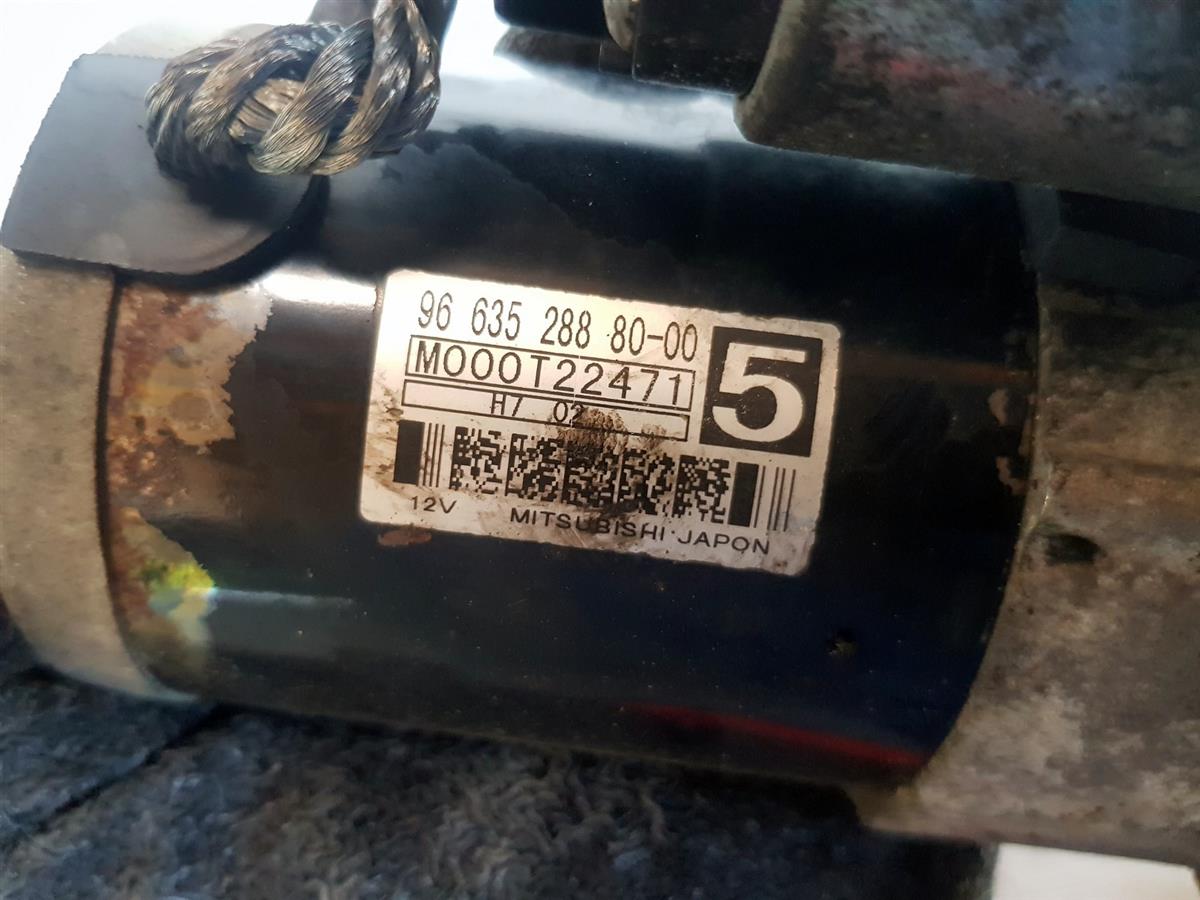 96 635 288 80-00
5
M000T22471
H7 02
12V MITSUBISHI JAPON